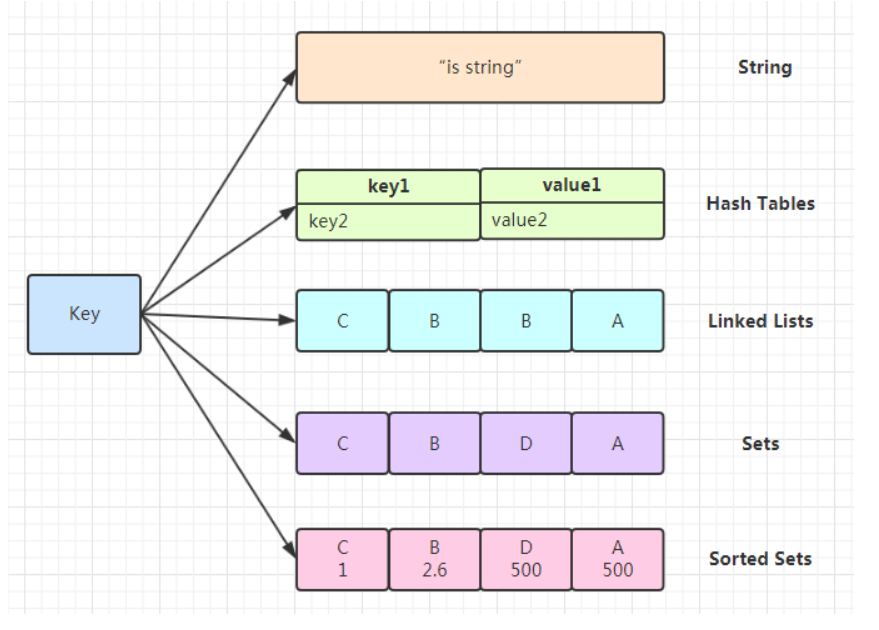 “is string”
String
key1 value1
key2 value2
Hash Tables
Key
C B B A
Linked Lists
C B D A
Sets
C B D A
1 2.6 500 500
Sorted Sets